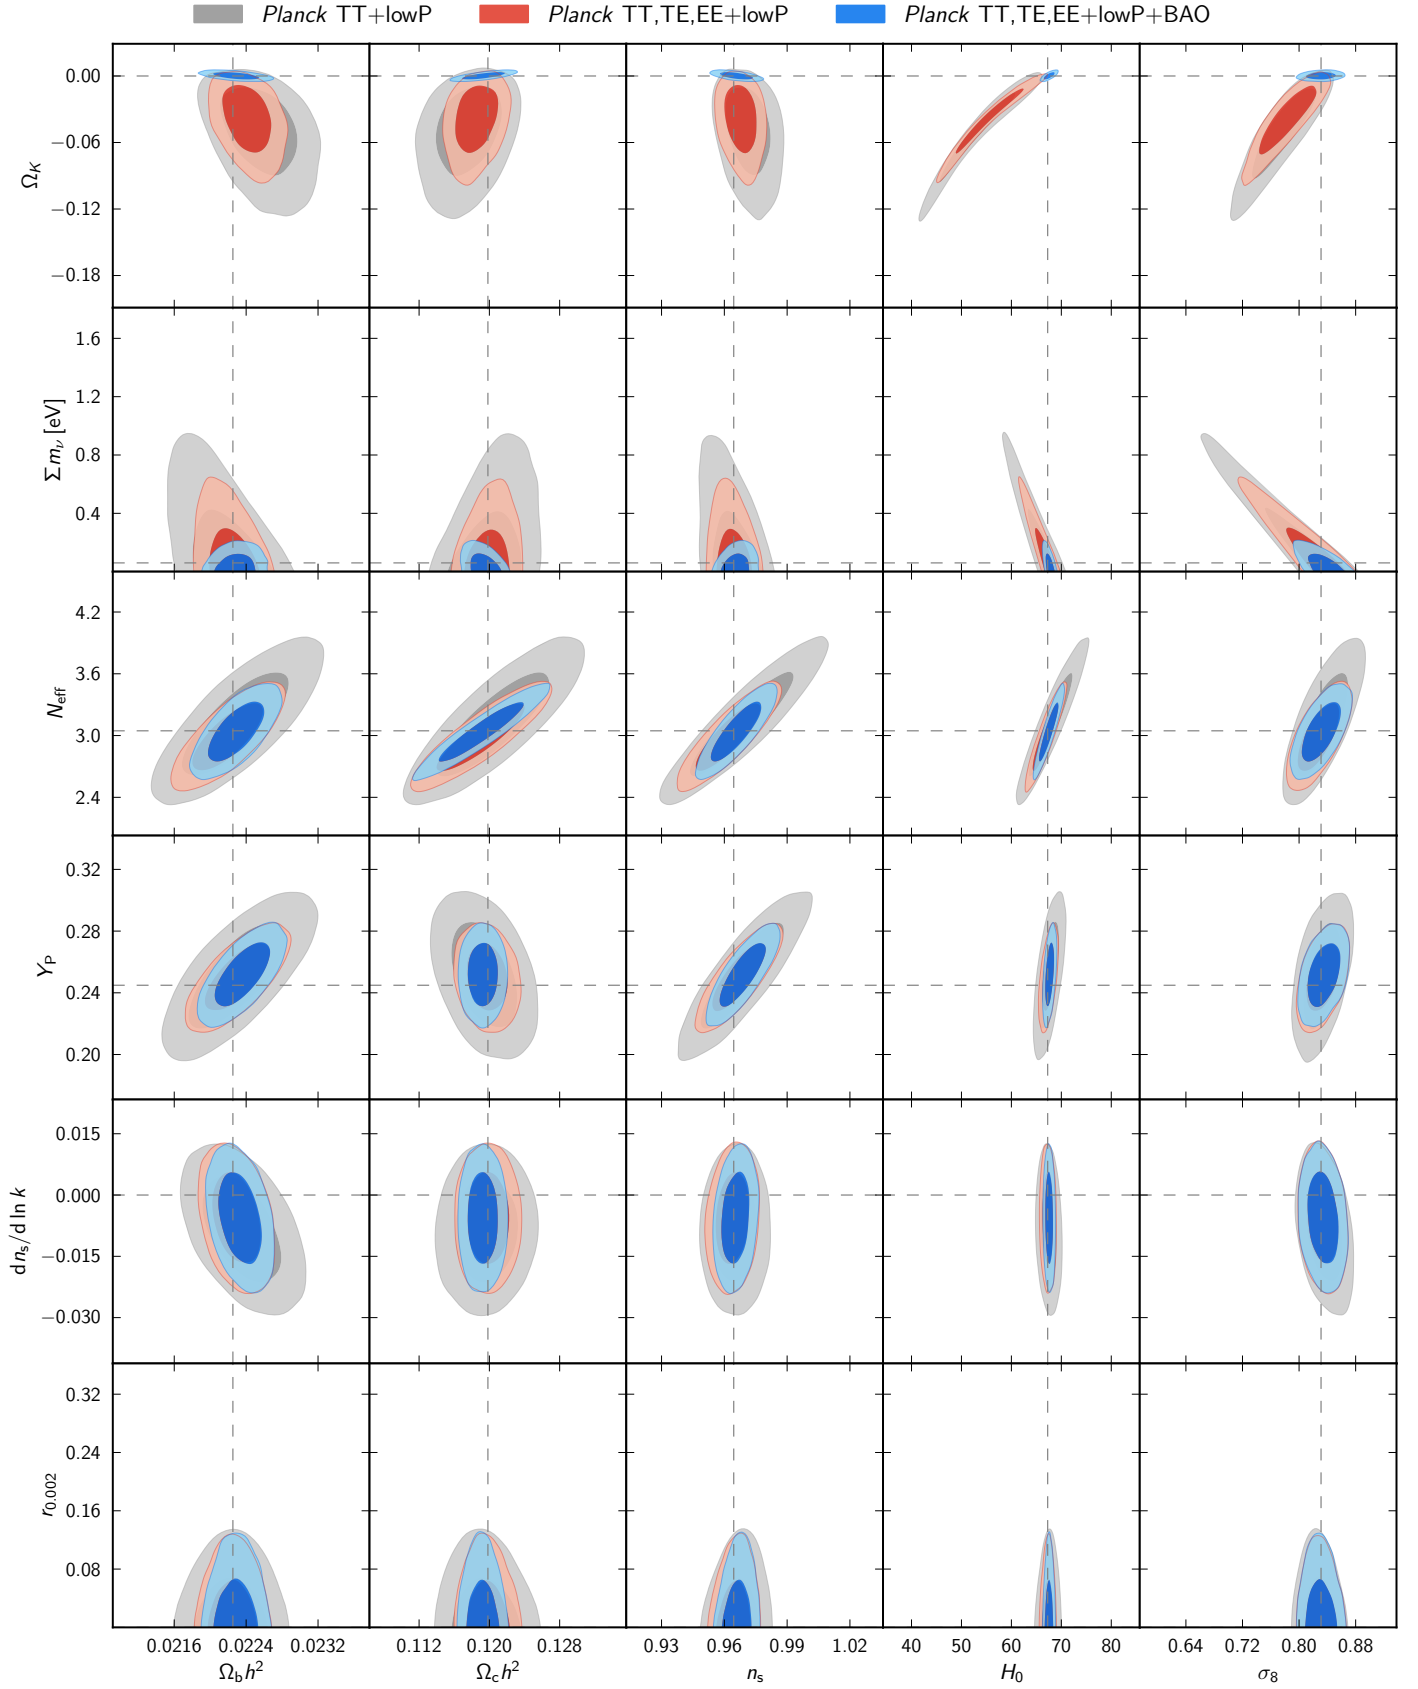 Planck TT+lowP Planck TT,TE,EE+lowP Planck TT,TE,EE+lowP+BAO
0.00
−0.06
−0.12
−0.18
Ω_K
1.6
1.2
0.8
0.4
Σm_ν [eV]
4.2
3.6
3.0
2.4
N_eff
0.32
0.28
0.24
0.20
Y_P
0.015
0.000
−0.015
−0.030
dn_s/d ln k
0.32
0.24
0.16
0.08
r_0.002
0.0216 0.0224 0.0232 0.112 0.120 0.128 0.93 0.96 0.99 1.02 40 50 60 70 80 0.64 0.72 0.80 0.88
Ω_b h² Ω_c h² n_s H_0 σ_8